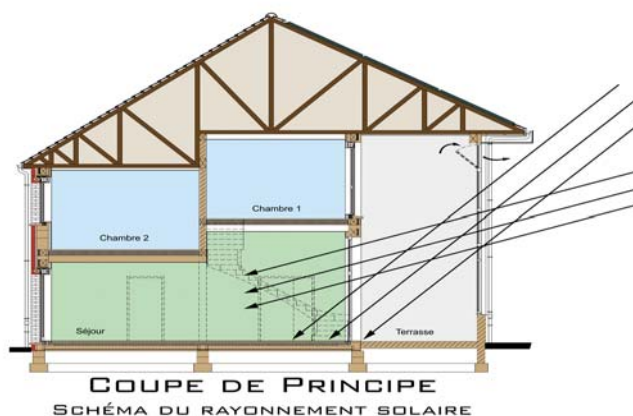 Chambre 1
Chambre 2
Séjour
Terrasse
COUPE DE PRINCIPE
SCHÉMA DU RAYONNEMENT SOLAIRE